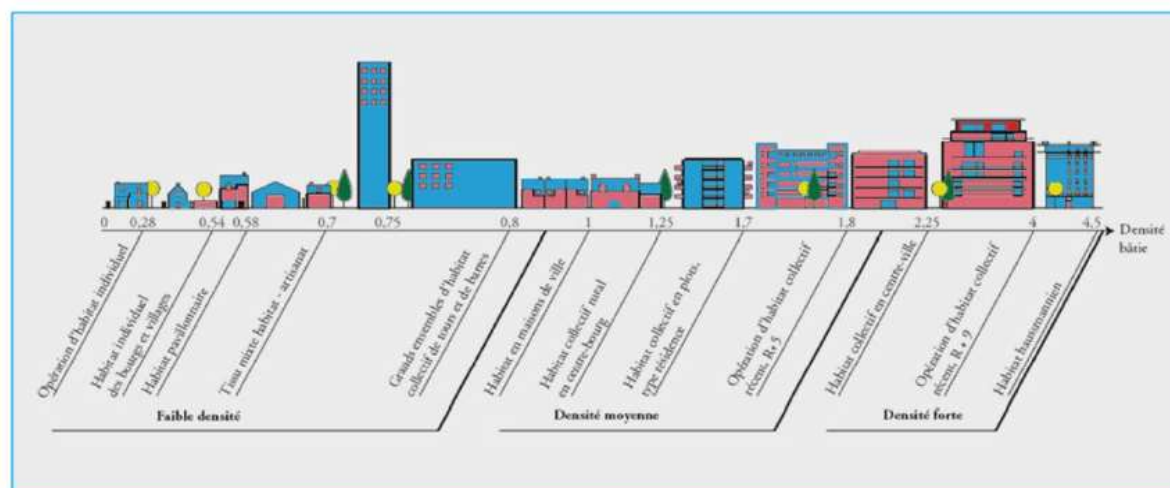 0 0,28 0,54 0,58 0,7 0,75 0,8 1 1,25 1,7 1,8 2,25 4 4,5
Densité
bâtie
Opération d'habitat individuel
Habitat individuel
des bourgs et villages
Habitat pavillonnaire
Tissu mixte habitat - artisanat
Grands ensembles d'habitat
collectif de tours et de barres
Habitat en maisons de ville
Habitat collectif rural
en centre-bourg
Habitat collectif en plots,
type résidence
Opération d'habitat collectif
récent, R + 5
Habitat collectif en centre-ville
Opération d'habitat collectif
récent, R + 9
Habitat haussmannien
Faible densité
Densité moyenne
Densité forte